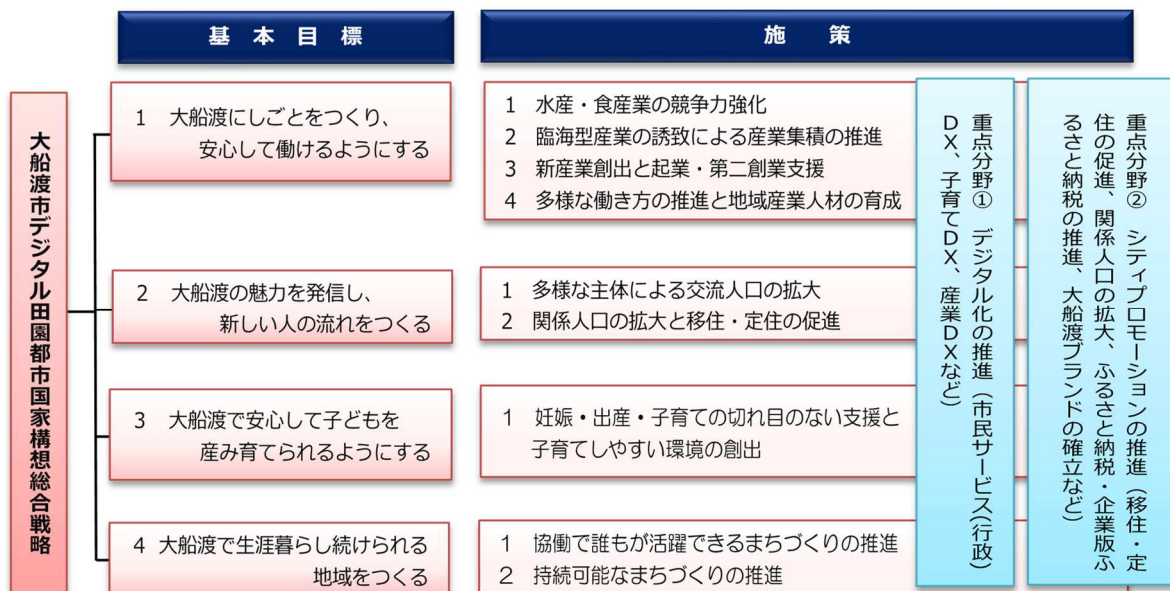 基本目標
施策
大船渡市デジタル田園都市国家構想総合戦略
1 大船渡にしごとをつくり、
安心して働けるようにする
1 水産・食産業の競争力強化
2 臨海型産業の誘致による産業集積の推進
3 新産業創出と起業・第二創業支援
4 多様な働き方の推進と地域産業人材の育成
2 大船渡の魅力を発信し、
新しい人の流れをつくる
1 多様な主体による交流人口の拡大
2 関係人口の拡大と移住・定住の促進
3 大船渡で安心して子どもを
産み育てられるようにする
1 妊娠・出産・子育ての切れ目のない支援と
子育てしやすい環境の創出
4 大船渡で生涯暮らし続けられる
地域をつくる
1 協働で誰もが活躍できるまちづくりの推進
2 持続可能なまちづくりの推進
重点分野① デジタル化の推進（市民サービス(行政)
DX、子育てDX、産業DXなど）
重点分野② シティプロモーションの推進（移住・定
住の促進、関係人口の拡大、ふるさと納税・企業版ふ
るさと納税の推進、大船渡ブランドの確立など）